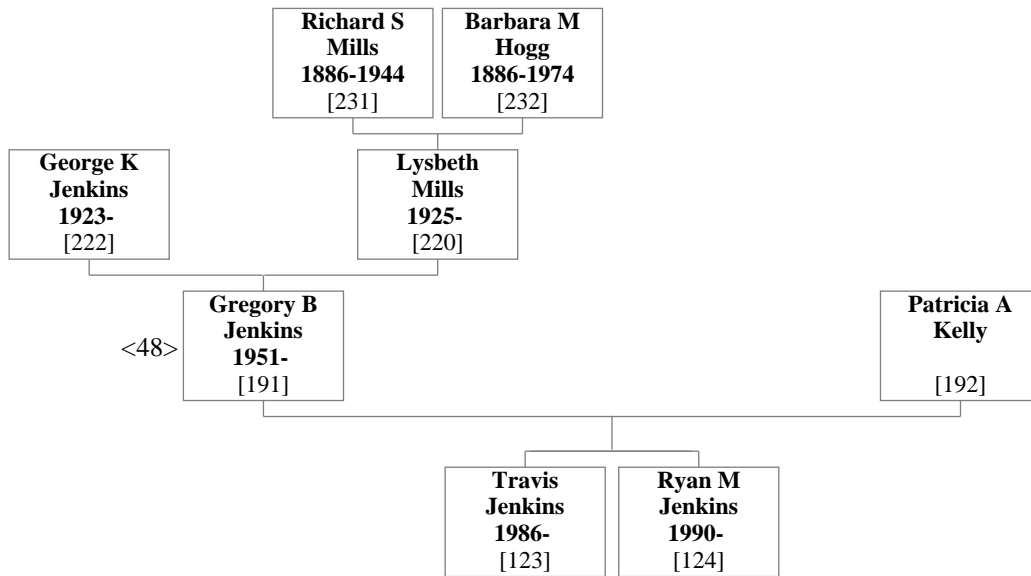 Richard S
Mills
1886-1944
[231]
Barbara M
Hogg
1886-1974
[232]
George K
Jenkins
1923-
[222]
Lysbeth
Mills
1925-
[220]
<48>
Gregory B
Jenkins
1951-
[191]
Patricia A
Kelly
[192]
Travis
Jenkins
1986-
[123]
Ryan M
Jenkins
1990-
[124]